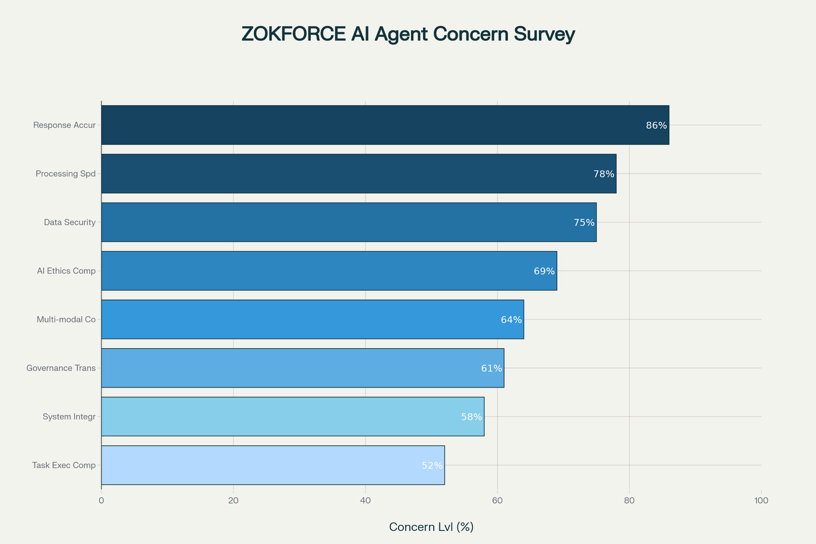 ZOKFORCE AI Agent Concern Survey
Response Accur 86%
Processing Spd 78%
Data Security 75%
AI Ethics Comp 69%
Multi-modal Co 64%
Governance Trans 61%
System Integr 58%
Task Exec Comp 52%
0 20 40 60 80 100
Concern Lvl (%)